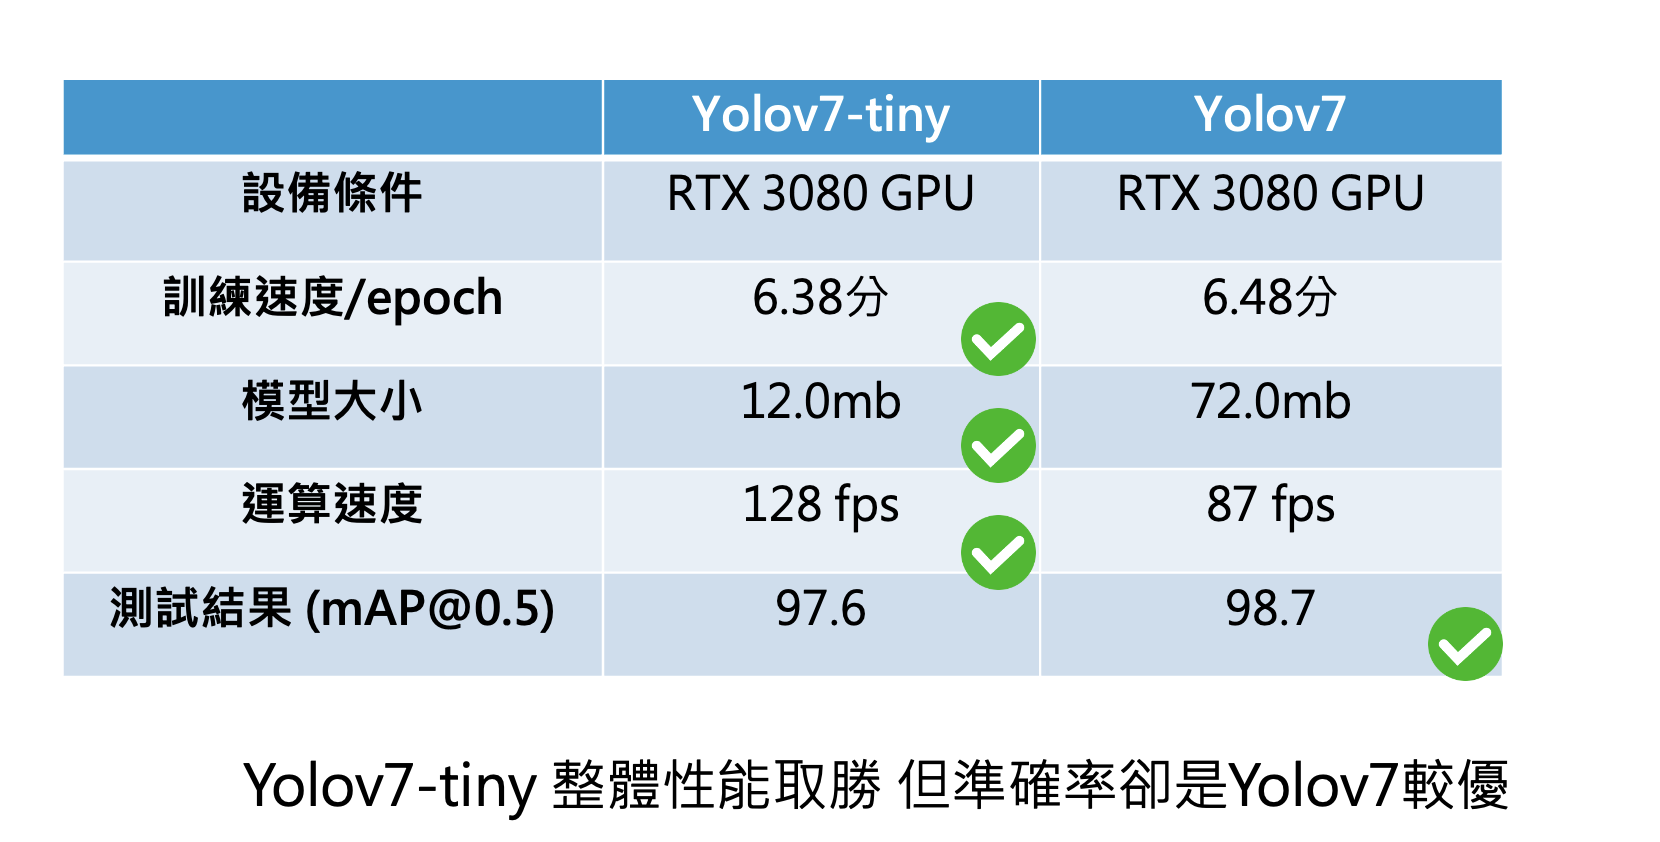 Yolov7-tiny Yolov7
設備條件 RTX 3080 GPU RTX 3080 GPU
訓練速度/epoch 6.38分 6.48分
模型大小 12.0mb 72.0mb
運算速度 128 fps 87 fps
測試結果 (mAP@0.5) 97.6 98.7
Yolov7-tiny 整體性能取勝 但準確率卻是Yolov7較優